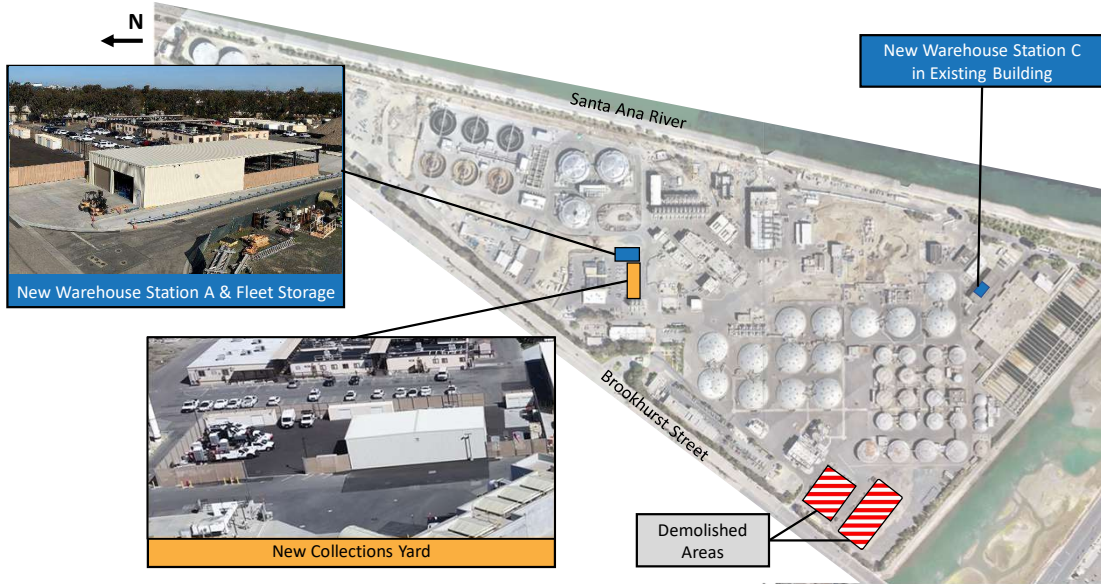 N
New Warehouse Station C
in Existing Building
Santa Ana River
New Warehouse Station A & Fleet Storage
Brookhurst Street
New Collections Yard
Demolished
Areas